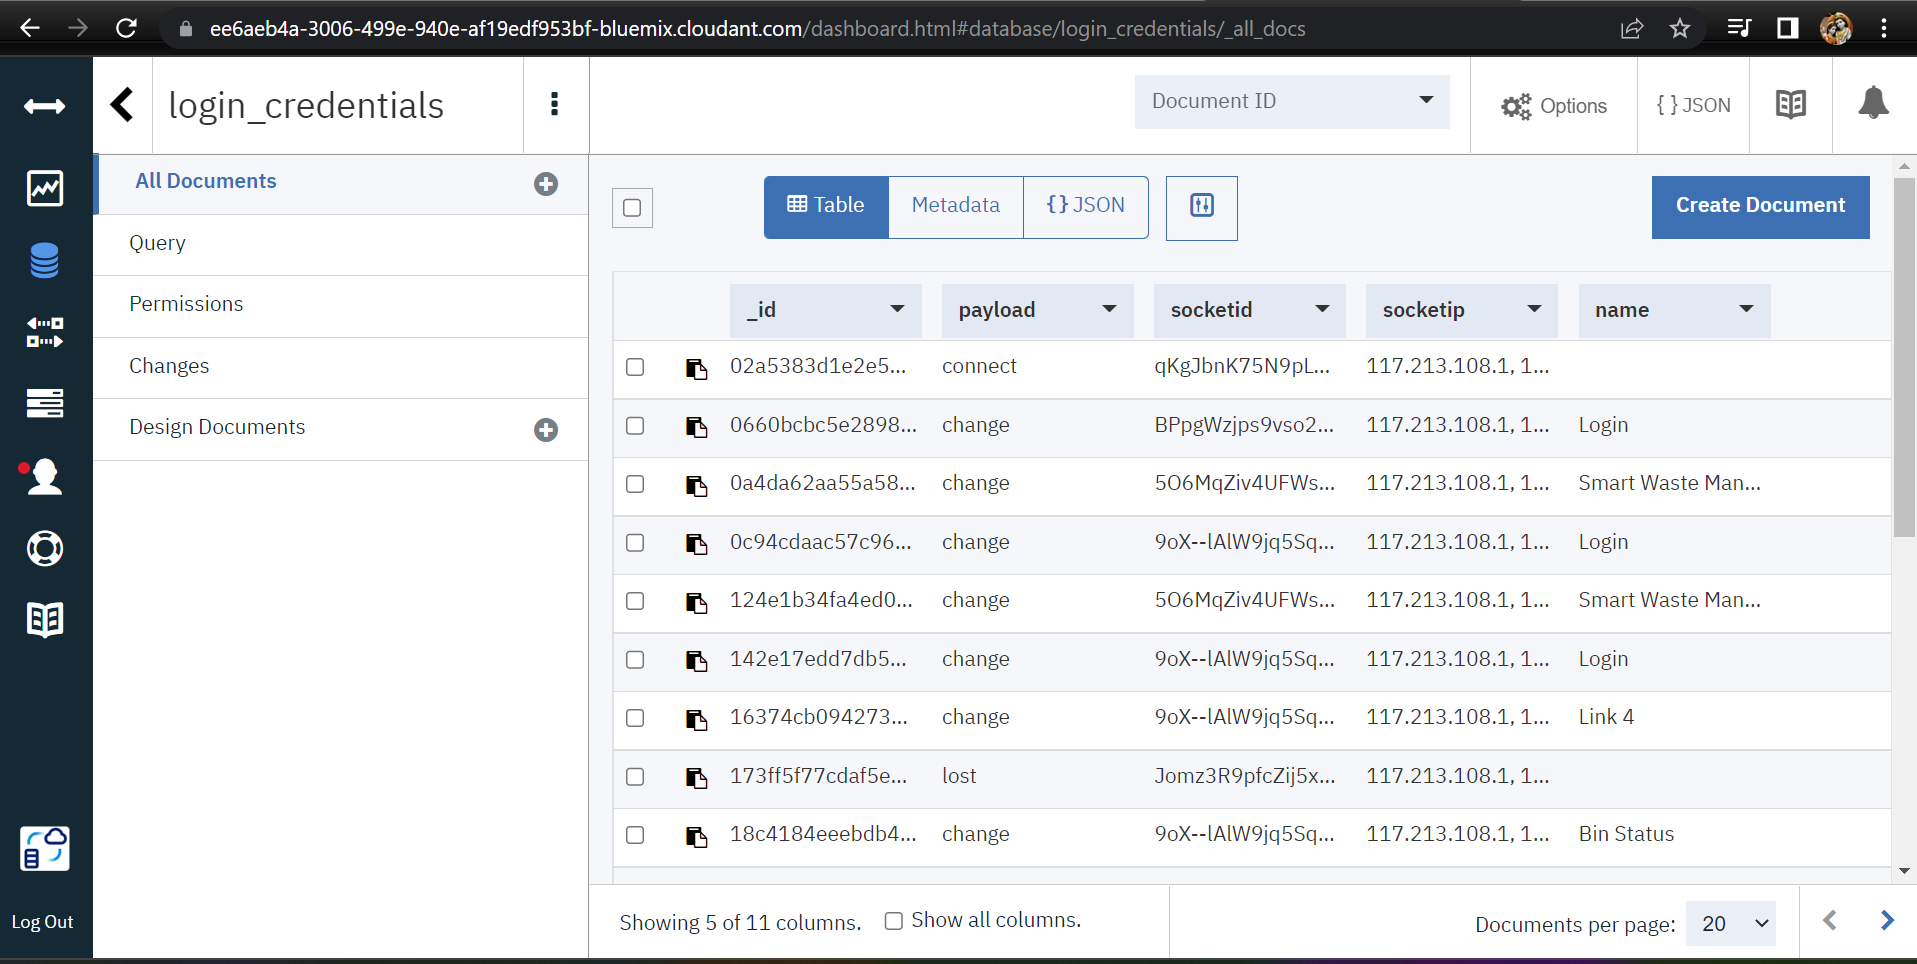 ee6aeb4a-3006-499e-940e-af19edf953bf-bluemix.cloudant.com/dashboard.html#database/login_credentials/_all_docs
login_credentials
Document ID
Options
{ } JSON
All Documents
Query
Permissions
Changes
Design Documents
Log Out
Table
Metadata
{ } JSON
Create Document
_id payload socketid socketip name
02a5383d1e2e5... connect qKgJbnK75N9pL... 117.213.108.1, 1...
0660bcbc5e2898... change BPpgWzjps9vso2... 117.213.108.1, 1... Login
0a4da62aa55a58... change 5O6MqZiv4UFWs... 117.213.108.1, 1... Smart Waste Man...
0c94cdaac57c96... change 9oX--lAlW9jq5Sq... 117.213.108.1, 1... Login
124e1b34fa4ed0... change 5O6MqZiv4UFWs... 117.213.108.1, 1... Smart Waste Man...
142e17edd7db5... change 9oX--lAlW9jq5Sq... 117.213.108.1, 1... Login
16374cb094273... change 9oX--lAlW9jq5Sq... 117.213.108.1, 1... Link 4
173ff5f77cdaf5e... lost Jomz3R9pfcZij5x... 117.213.108.1, 1...
18c4184eeebdb4... change 9oX--lAlW9jq5Sq... 117.213.108.1, 1... Bin Status
Showing 5 of 11 columns.
Show all columns.
Documents per page: 20